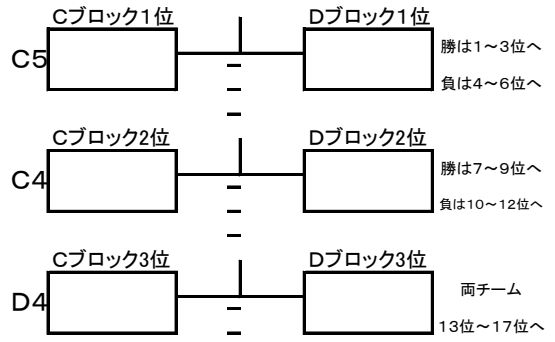 Cブロック1位 Dブロック1位
C5 勝は1～3位へ
負は4～6位へ
Cブロック2位 Dブロック2位
C4 勝は7～9位へ
負は10～12位へ
Cブロック3位 Dブロック3位
D4 両チーム
13位～17位へ